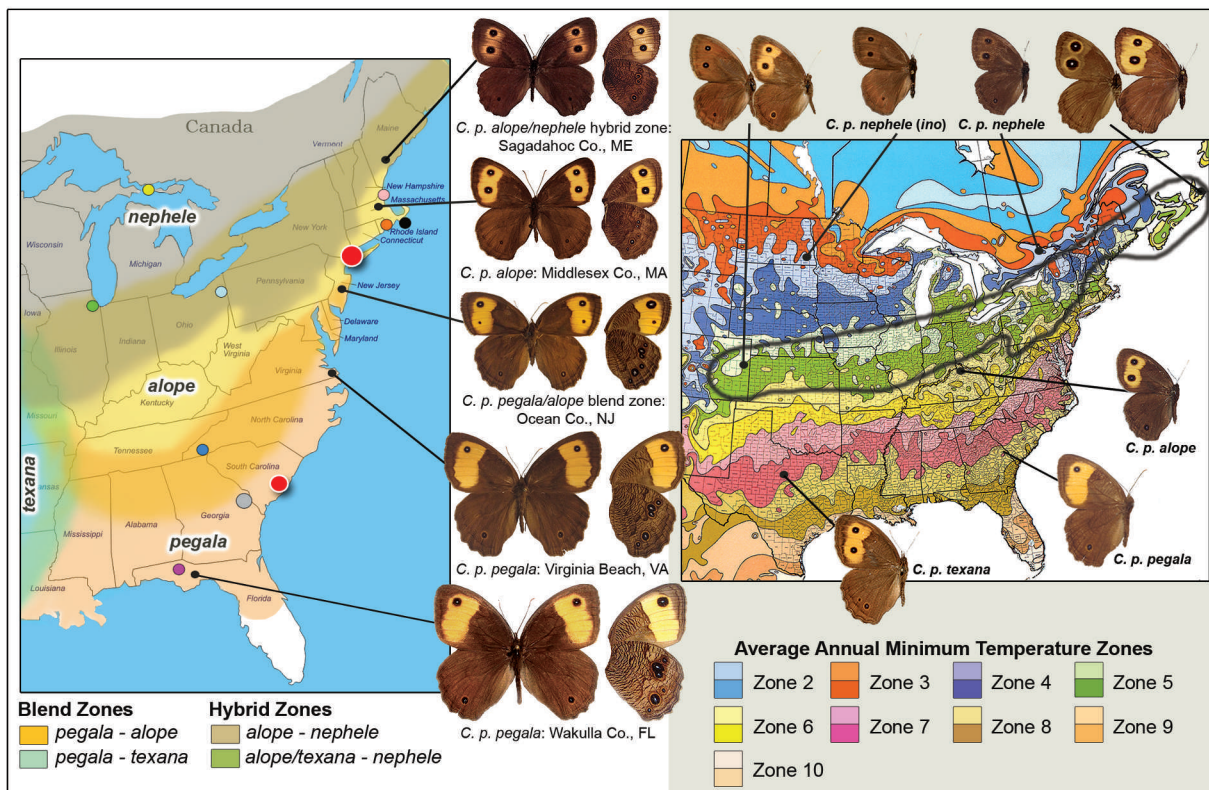 Canada
Maine
Vermont
New Hampshire
Massachusetts
nephele
New York
Rhode Island
Connecticut
Wisconsin
Michigan
Pennsylvania
New Jersey
Iowa
Ohio
Delaware
Maryland
Illinois
Indiana
West
Virginia
Virginia
alope
Missouri
Kentucky
North Carolina
Tennessee
texana
South Carolina
Mississippi
Alabama
Georgia
pegala
Louisiana
Florida
Blend Zones
pegala - alope
pegala - texana
Hybrid Zones
alope - nephele
alope/texana - nephele
C. p. alope/nephele hybrid zone:
Sagadahoc Co., ME
C. p. alope: Middlesex Co., MA
C. p. pegala/alope blend zone:
Ocean Co., NJ
C. p. pegala: Virginia Beach, VA
C. p. pegala: Wakulla Co., FL
C. p. nephele (ino)
C. p. nephele
C. p. alope
C. p. pegala
C. p. texana
Average Annual Minimum Temperature Zones
Zone 2
Zone 3
Zone 4
Zone 5
Zone 6
Zone 7
Zone 8
Zone 9
Zone 10